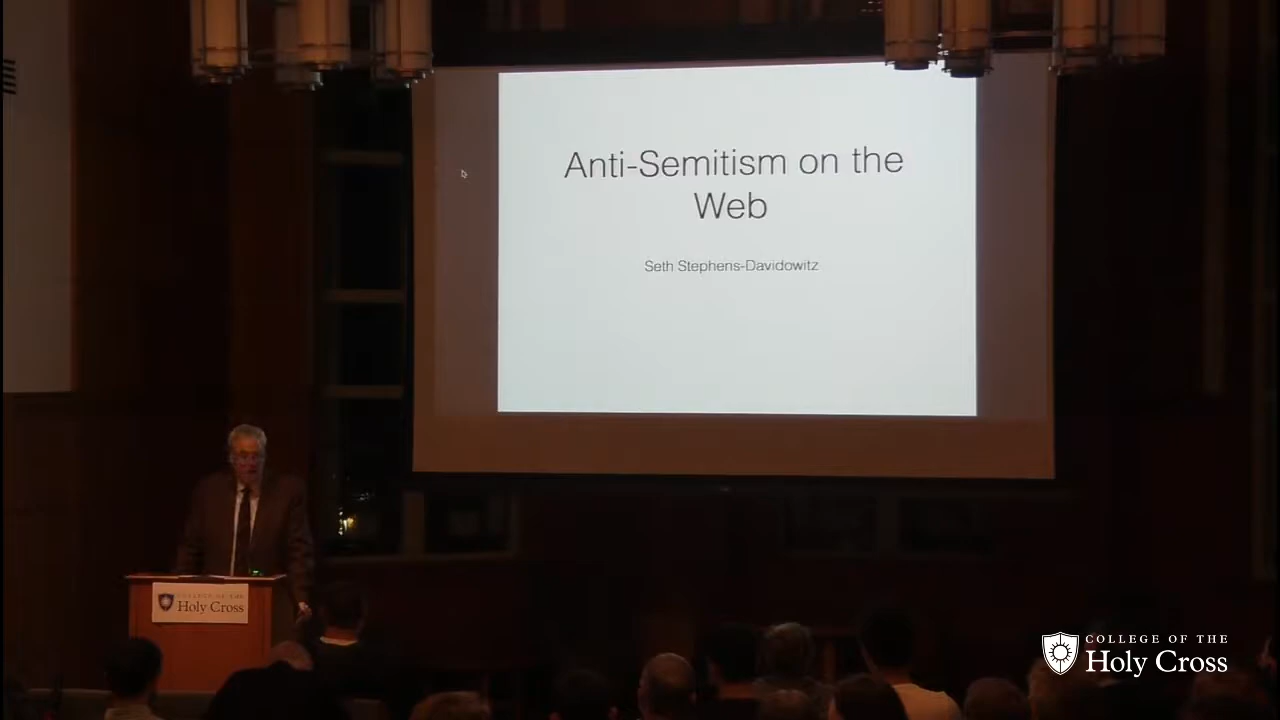 Anti-Semitism on the
Web
Seth Stephens-Davidowitz
COLLEGE OF THE
Holy Cross
COLLEGE OF THE
Holy Cross